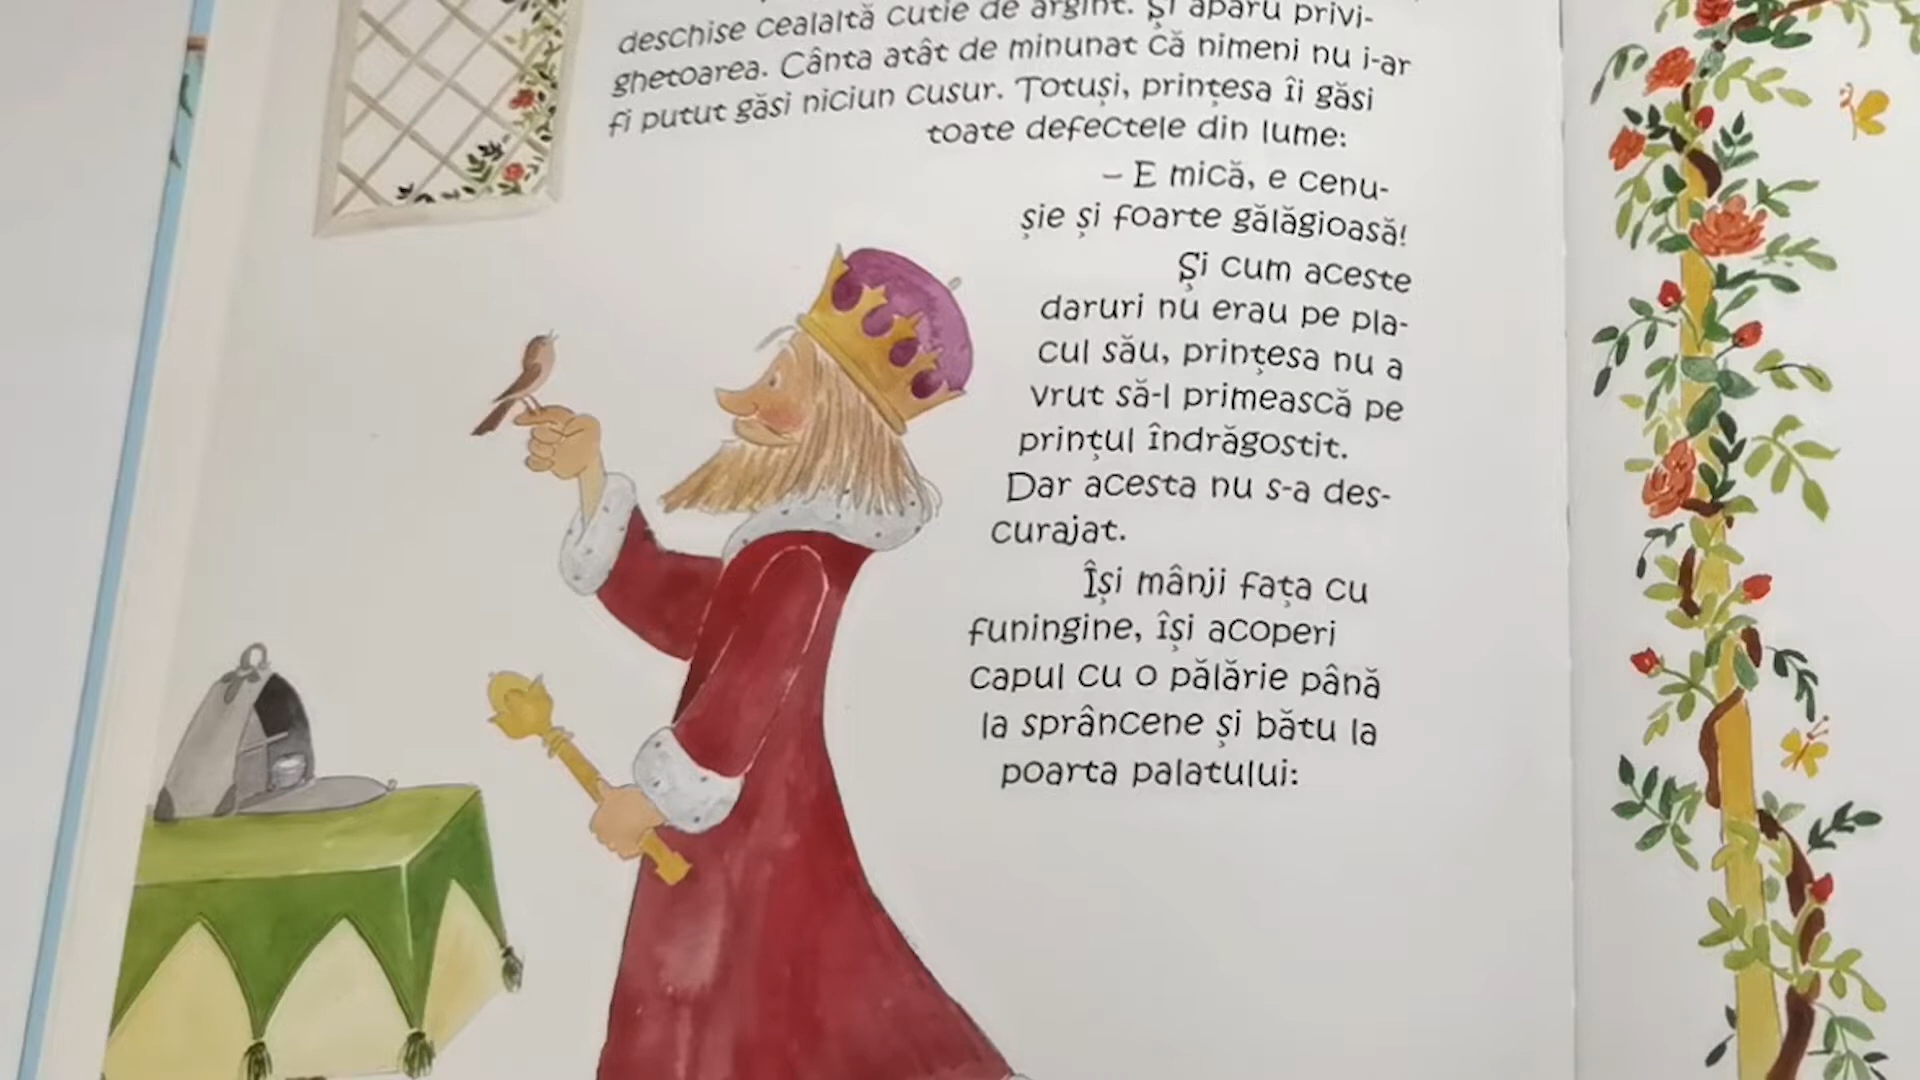 deschise cealaltă cutie de argint. Și apăru privi-
ghetoarea. Cânta atât de minunat că nimeni nu i-ar
fi putut găsi niciun cusur. Totuși, prințesa îi găsi
toate defectele din lume:
– E mică, e cenu-
șie și foarte gălăgioasă!
Și cum aceste
daruri nu erau pe pla-
cul său, prințesa nu a
vrut să-l primească pe
prințul îndrăgostit.
Dar acesta nu s-a des-
curajat.
Își mânji fața cu
funingine, își acoperi
capul cu o pălărie până
la sprâncene și bătu la
poarta palatului: